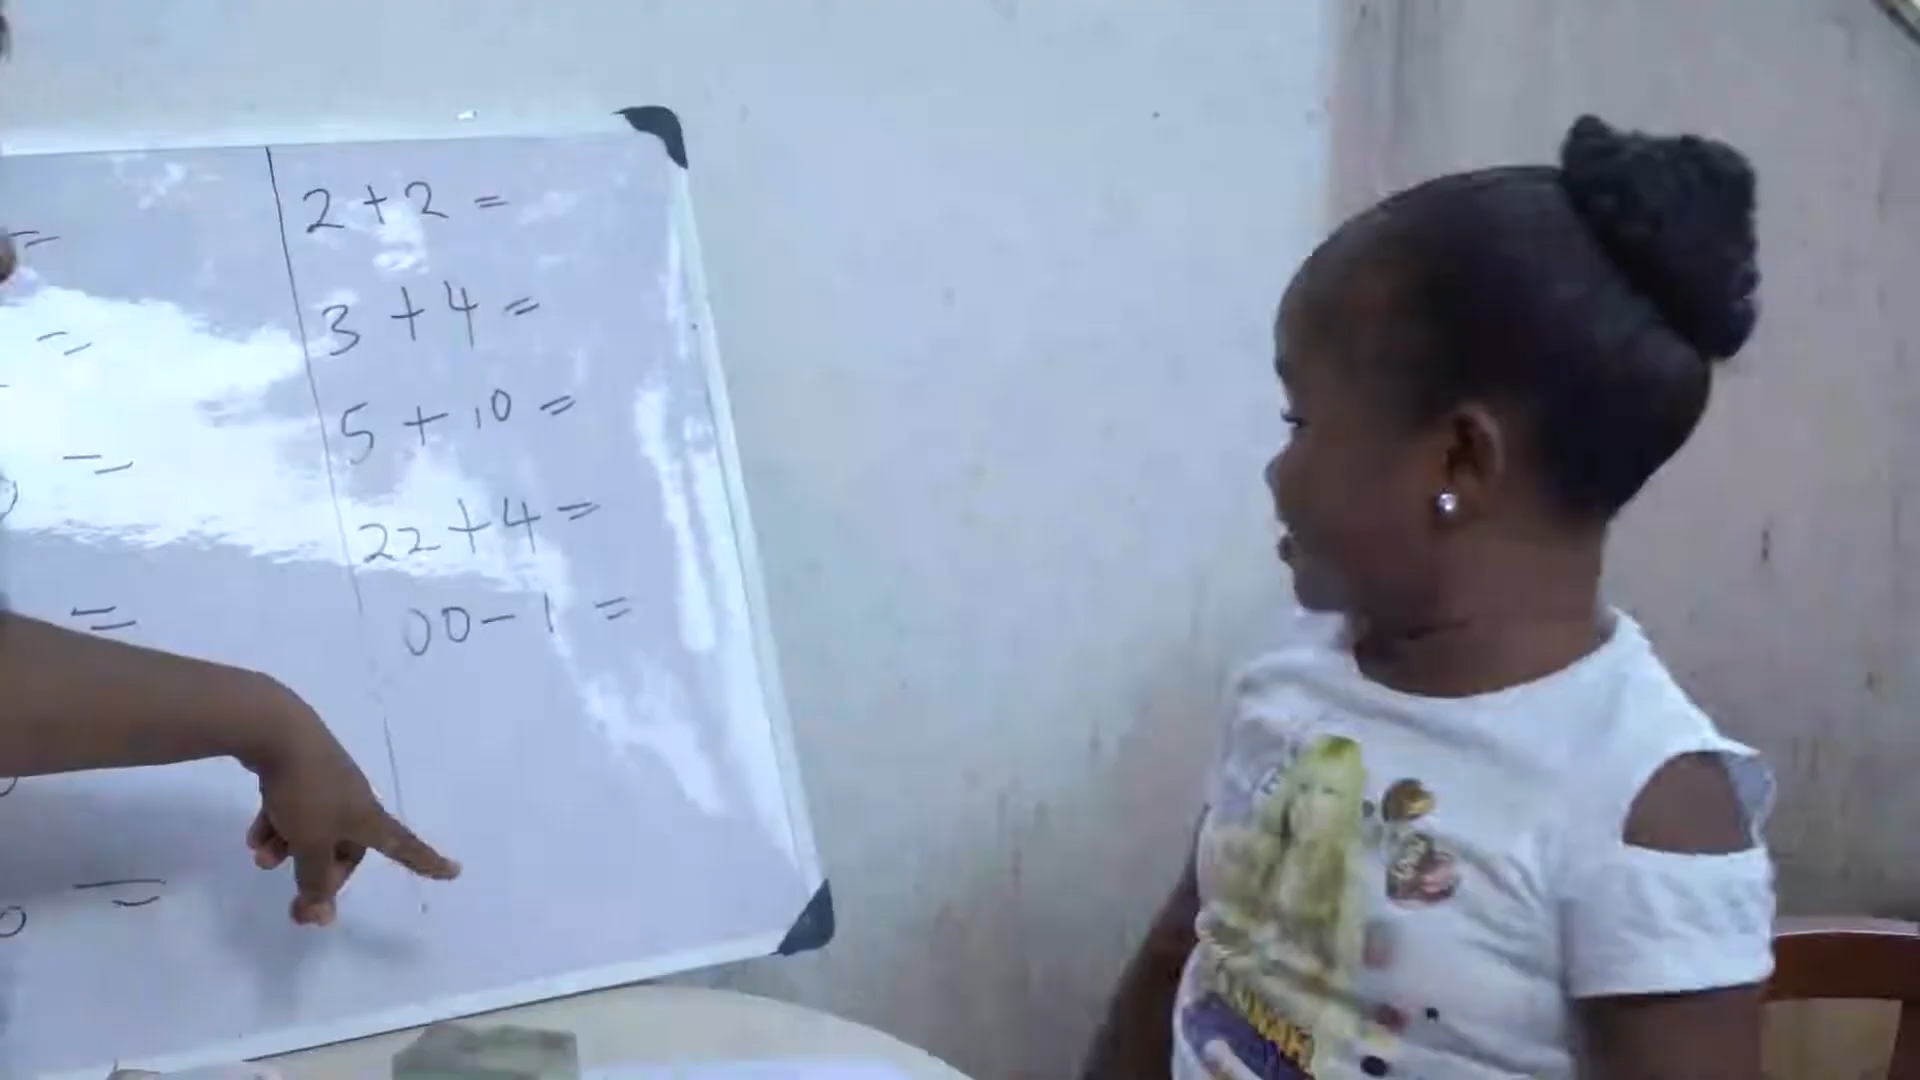 2 + 2 =
3 + 4 =
5 + 10 =
22 + 4 =
00 - 1 =
=
=
=
=
=